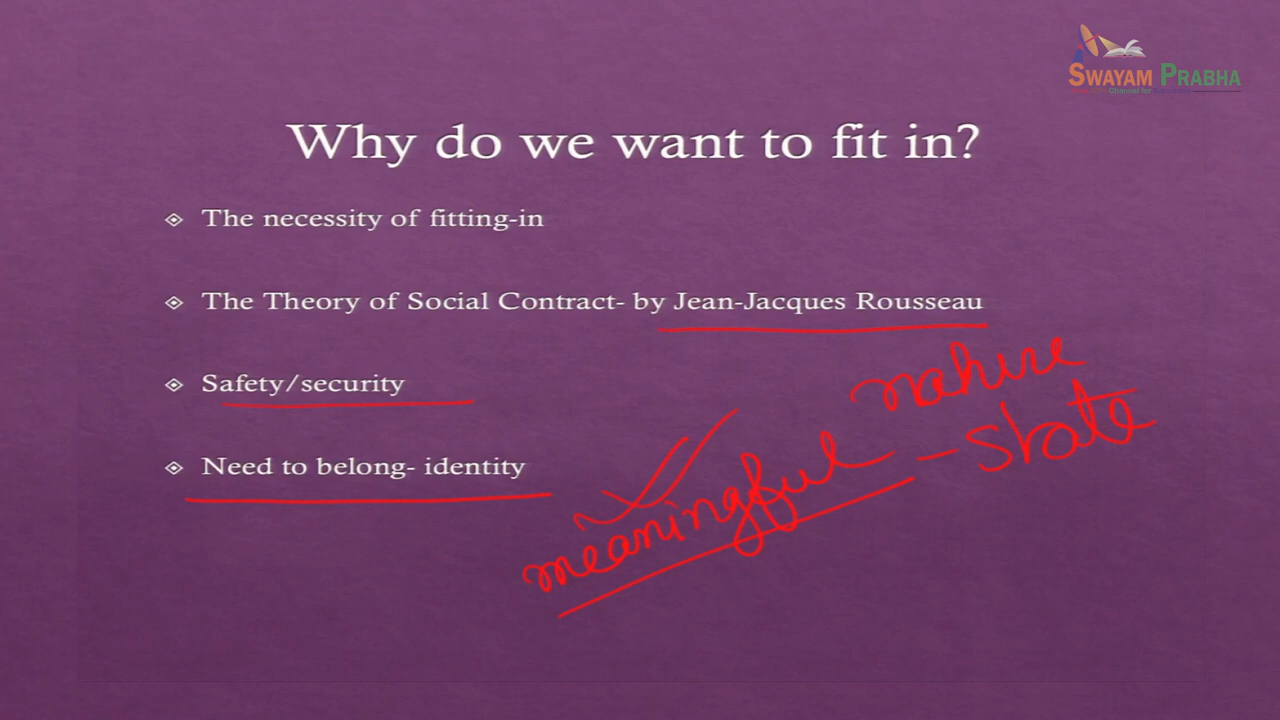 SWAYAM PRABHA
Why do we want to fit in?
The necessity of fitting-in
The Theory of Social Contract- by Jean-Jacques Rousseau
Safety/security
Need to belong- identity
nature
- state
meaningful